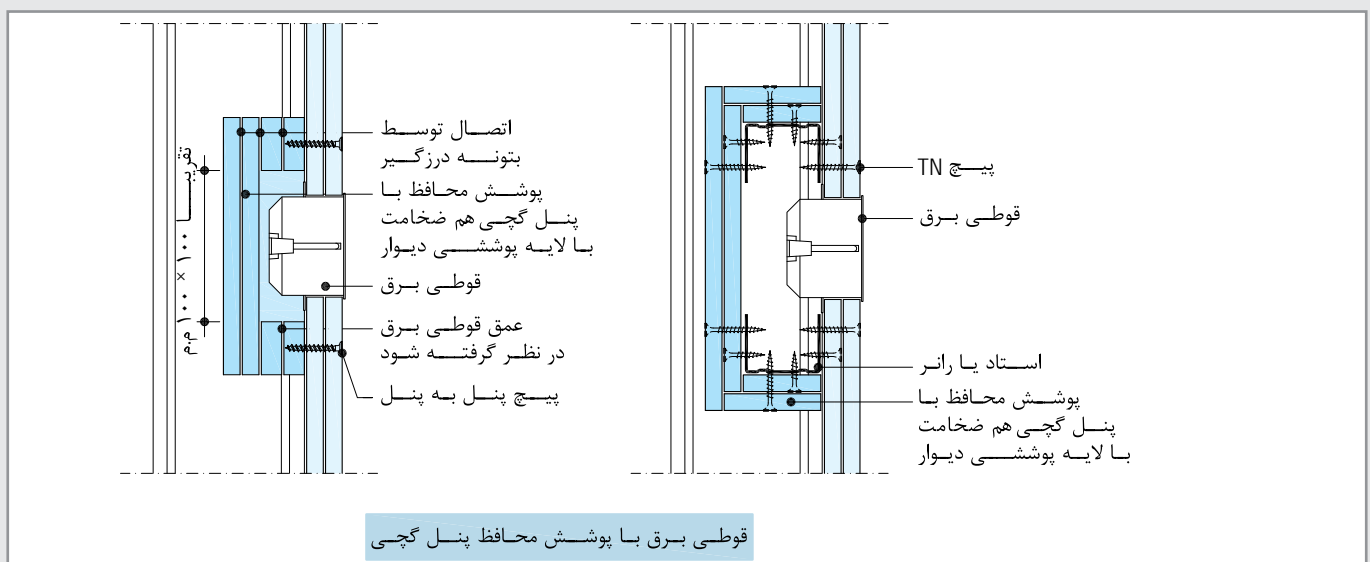 پیچ TN
قوطی برق
استاد یا رانر
پوشش محافظ با
پنل گچی هم ضخامت
با لایه پوششی دیوار
اتصال توسط
بتونه درزگیر
پوشش محافظ با
پنل گچی هم ضخامت
با لایه پوششی دیوار
قوطی برق
عمق قوطی برق
در نظر گرفته شود
پیچ پنل به پنل
تقریبا ۱۰۰ × ۱۰۰ م.م
قوطی برق با پوشش محافظ پنل گچی